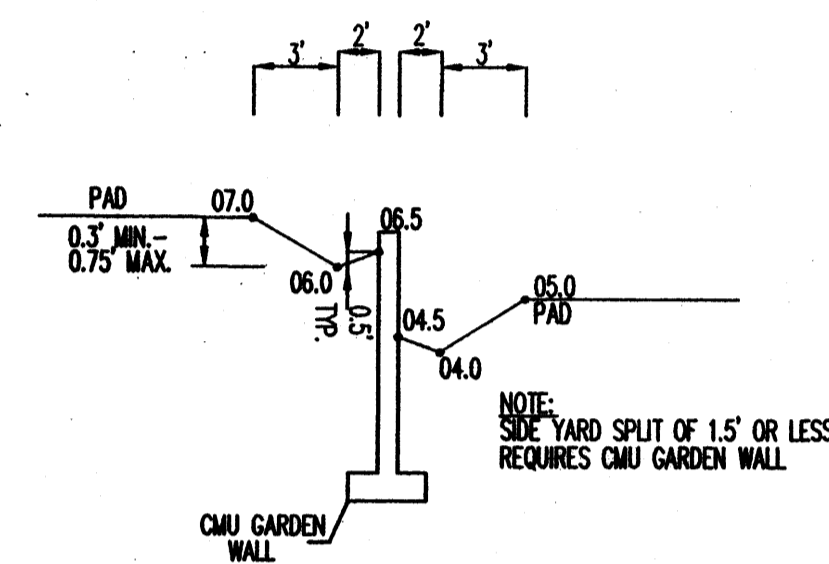 3'
2'
2'
3'
PAD
07.0
0.3' MIN.–
0.75' MAX.
06.0
06.5
0.5'
TYP.
04.5
04.0
05.0
PAD
NOTE:
SIDE YARD SPLIT OF 1.5' OR LESS
REQUIRES CMU GARDEN WALL
CMU GARDEN
WALL